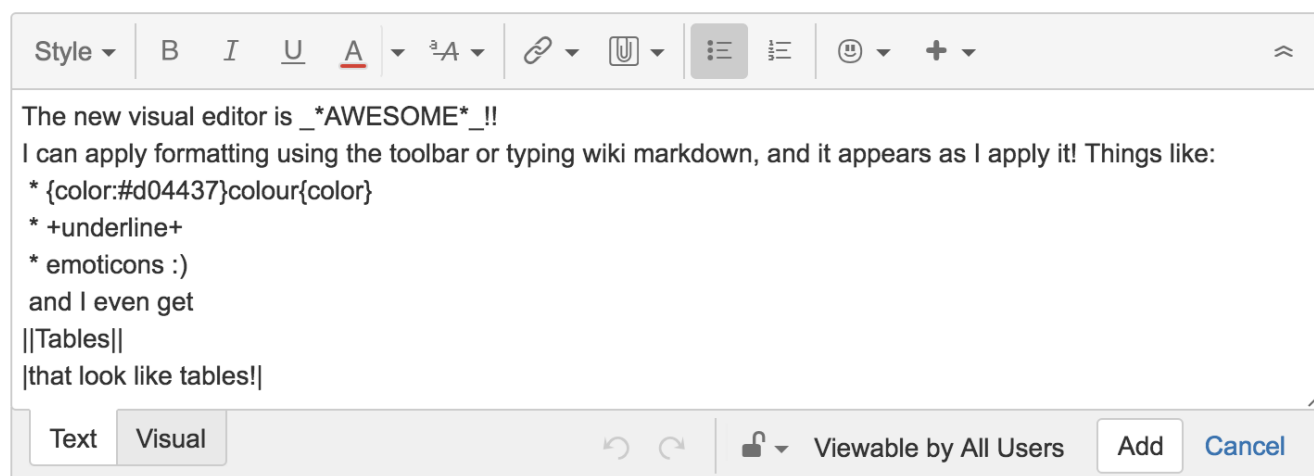 Style B I U A ª A
The new visual editor is _*AWESOME*_!!
I can apply formatting using the toolbar or typing wiki markdown, and it appears as I apply it! Things like:
* {color:#d04437}colour{color}
* +underline+
* emoticons :)
and I even get
||Tables||
|that look like tables!|
Text Visual Viewable by All Users Add Cancel